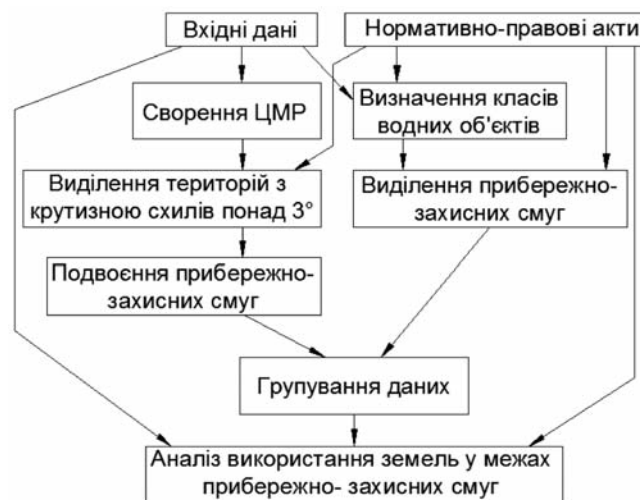 Вхідні дані
Нормативно-правові акти
Сворення ЦМР
Визначення класів
водних об'єктів
Виділення територій з
крутизною схилів понад 3°
Виділення прибережно-
захисних смуг
Подвоєння прибережно-
захисних смуг
Групування даних
Аналіз використання земель у межах
прибережно- захисних смуг